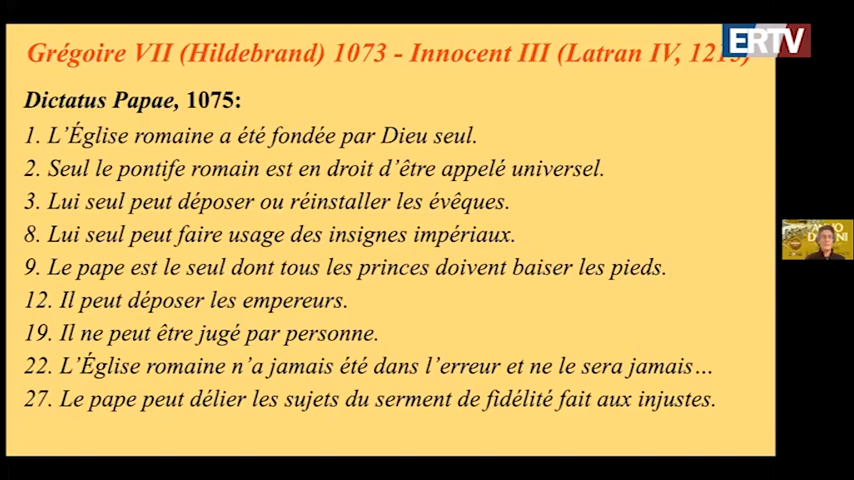 ERTV
Grégoire VII (Hildebrand) 1073 - Innocent III (Latran IV, 1215)
Dictatus Papae, 1075:
1. L’Église romaine a été fondée par Dieu seul.
2. Seul le pontife romain est en droit d’être appelé universel.
3. Lui seul peut déposer ou réinstaller les évêques.
8. Lui seul peut faire usage des insignes impériaux.
9. Le pape est le seul dont tous les princes doivent baiser les pieds.
12. Il peut déposer les empereurs.
19. Il ne peut être jugé par personne.
22. L’Église romaine n’a jamais été dans l’erreur et ne le sera jamais…
27. Le pape peut délier les sujets du serment de fidélité fait aux injustes.